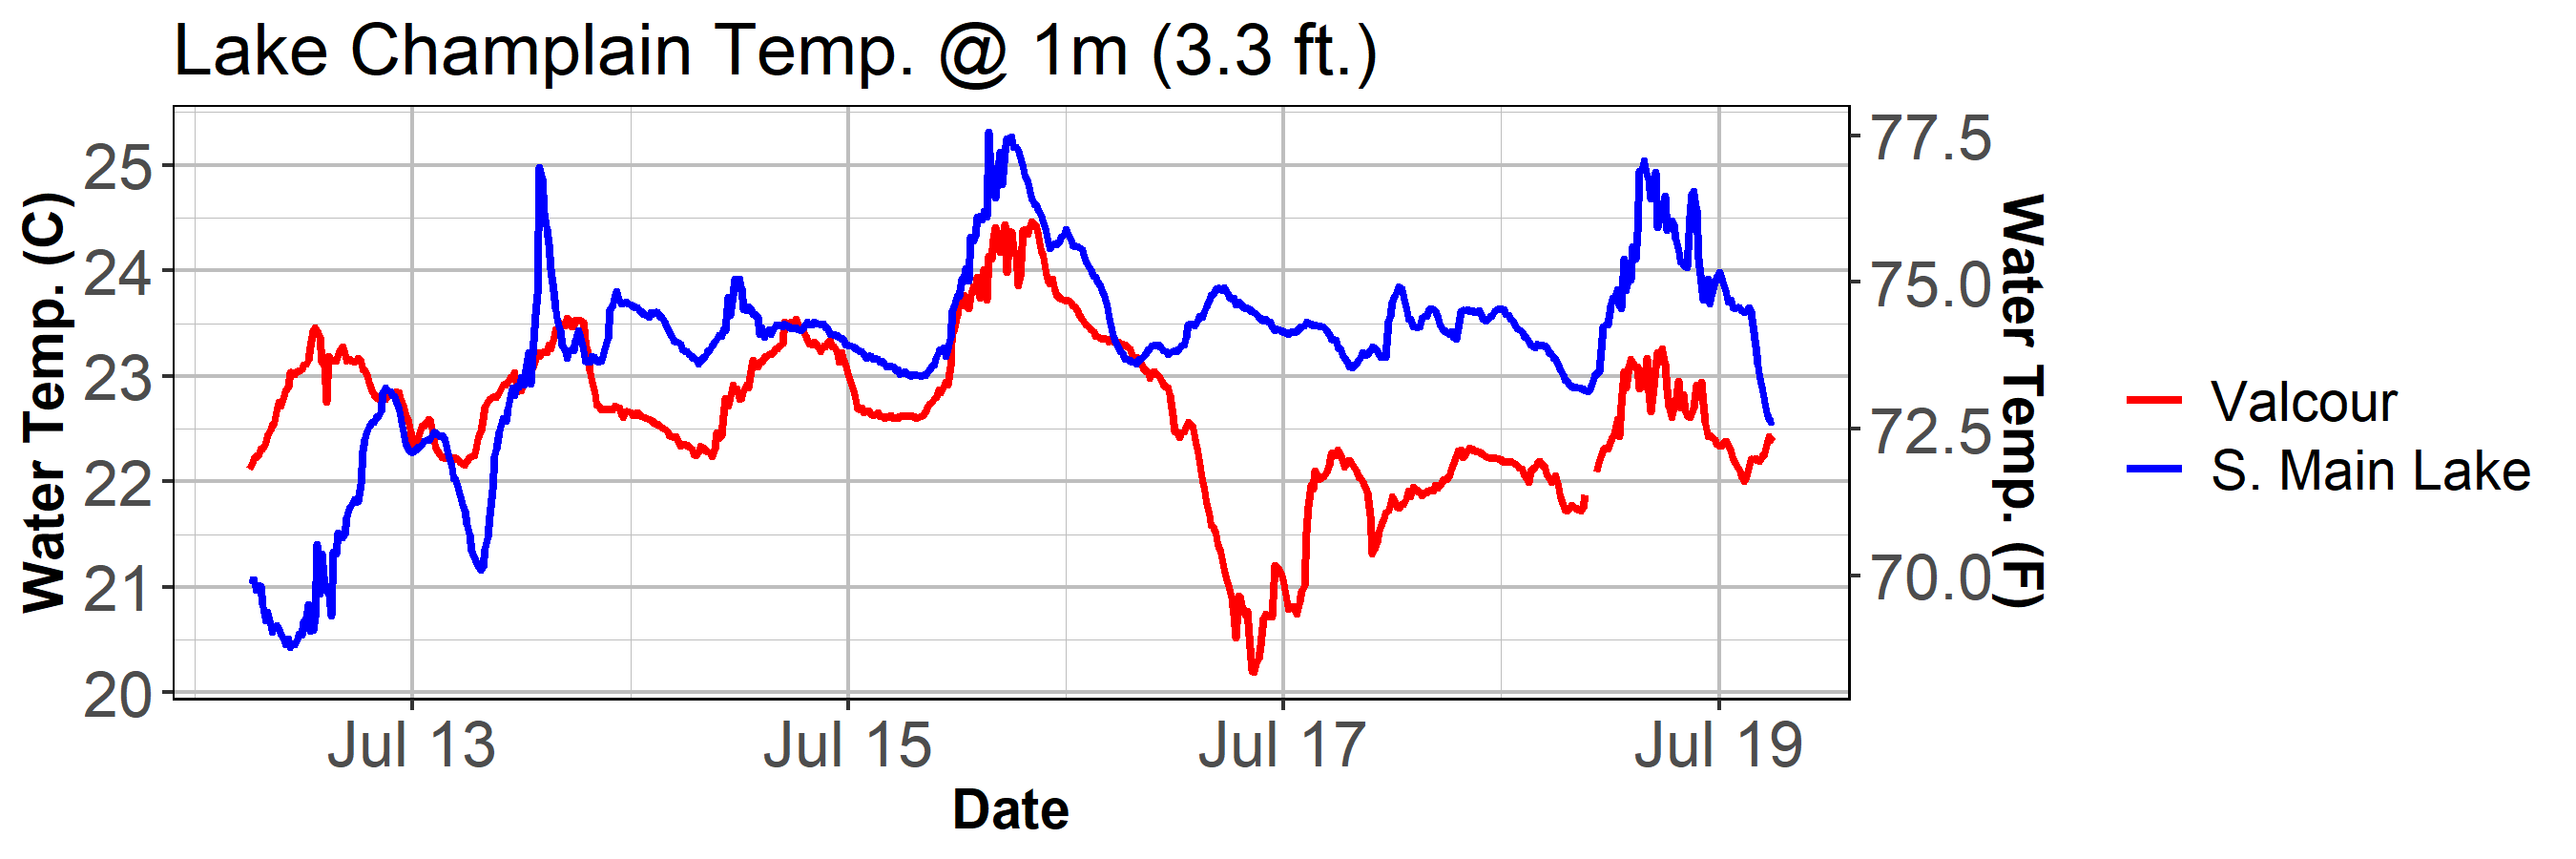 Lake Champlain Temp. @ 1m (3.3 ft.)
Water Temp. (C)
25
24
23
22
21
20
77.5
75.0
72.5
70.0
Water Temp. (F)
Jul 13
Jul 15
Jul 17
Jul 19
Date
Valcour
S. Main Lake